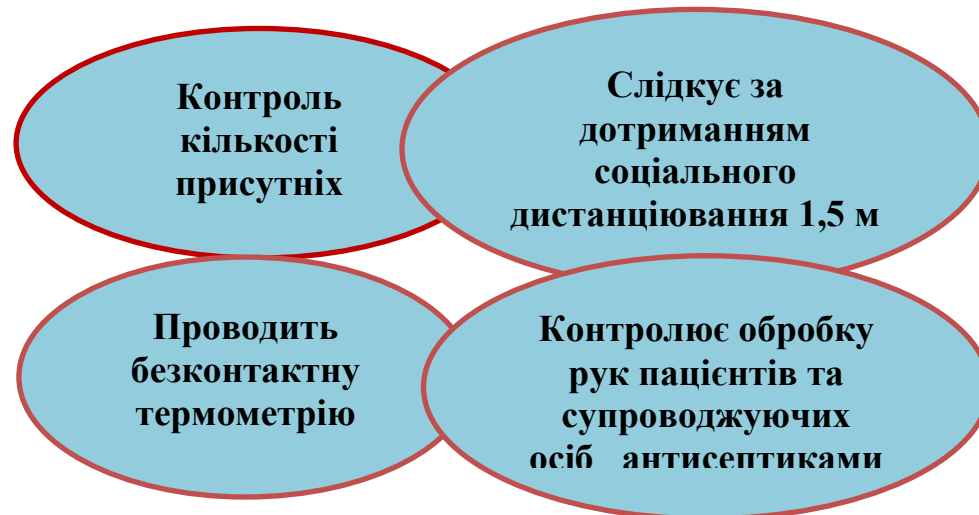 Контроль
кількості
присутніх
Слідкує за
дотриманням
соціального
дистанціювання 1,5 м
Проводить
безконтактну
термометрію
Контролює обробку
рук пацієнтів та
супроводжуючих
осіб антисептиками